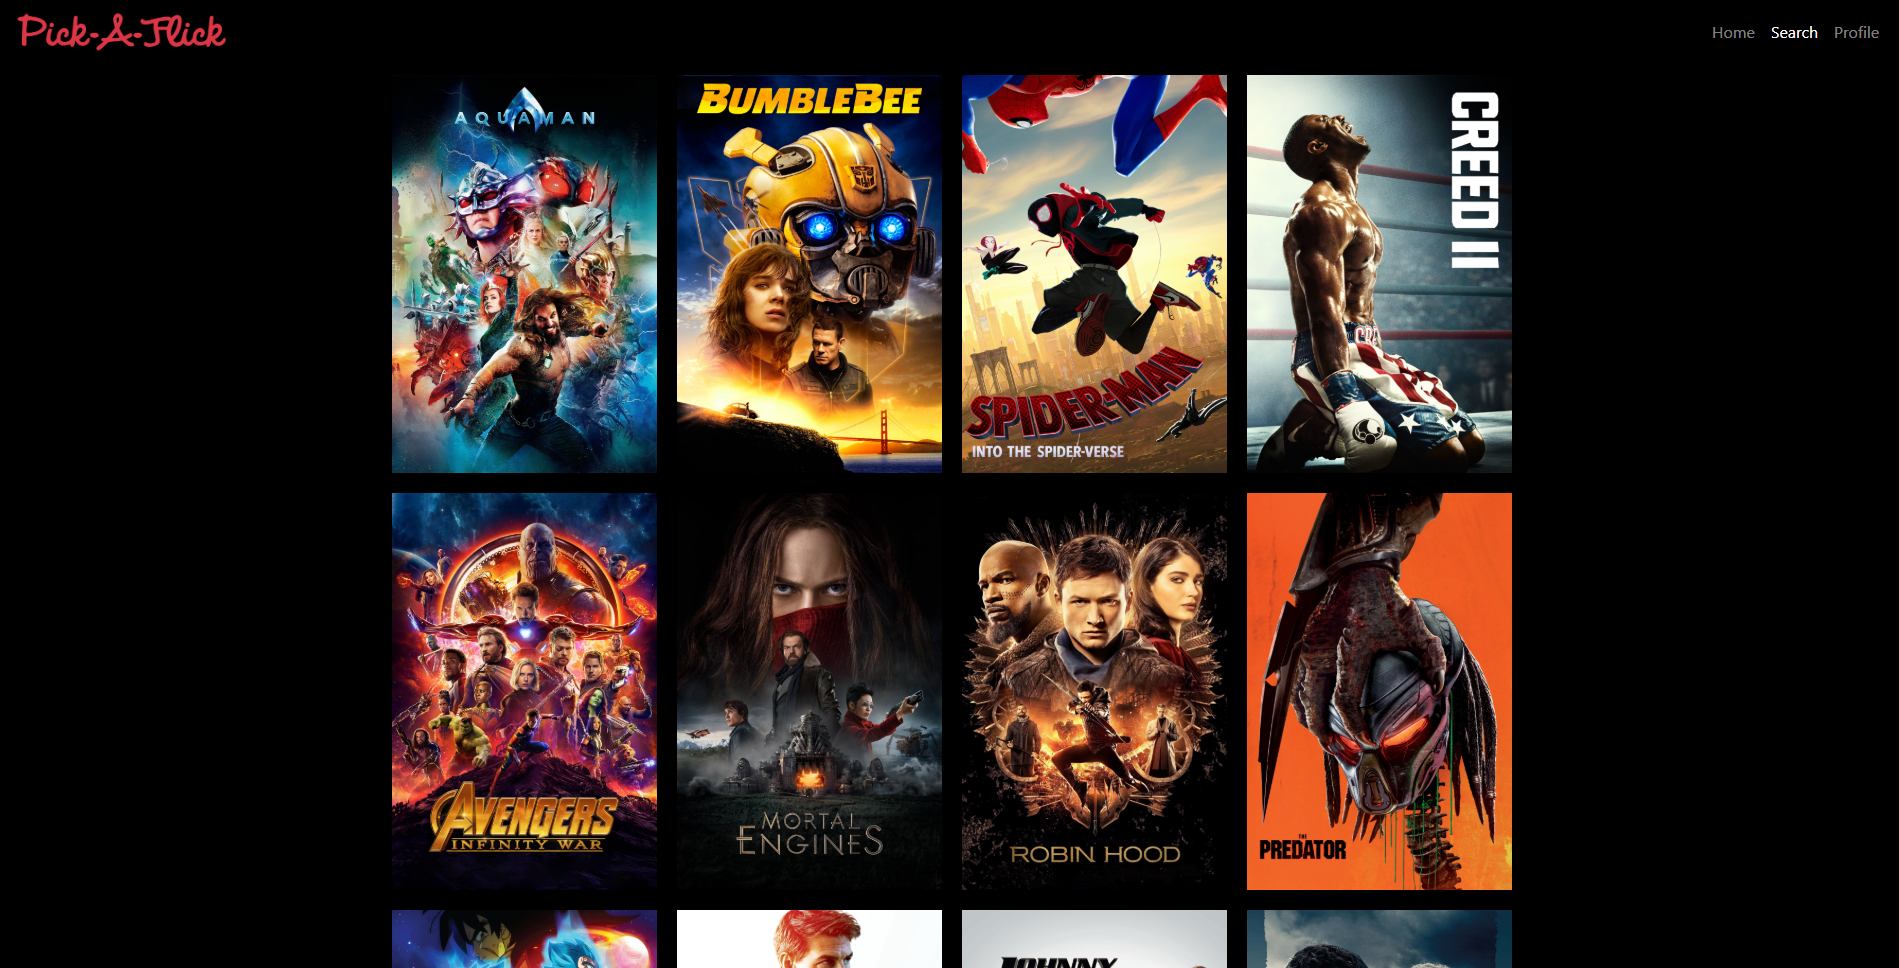 Pick-A-Flick
Home Search Profile
AQUAMAN
BUMBLEBEE
SPIDER-MAN
INTO THE SPIDER-VERSE
CREED II
AVENGERS
INFINITY WAR
MORTAL
ENGINES
ROBIN HOOD
THE
PREDATOR
JOHNNY